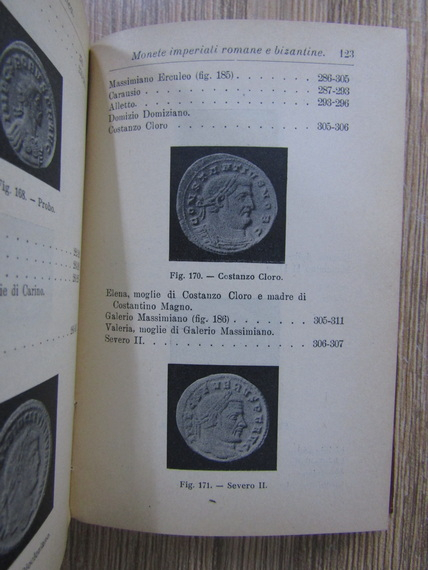 Monete imperiali romane e bizantine. 123
Massimiano Erculeo (fig. 185) . . . . . . . 286-305
Carausio . . . . . . . . . . . . . . . 287-293
Alletto. . . . . . . . . . . . . . . . 293-296
Domizio Domiziano.
Costanzo Cloro . . . . . . . . . . . . 305-306
CONSTANTIVS NOB C
Fig. 170. — Costanzo Cloro.
Elena, moglie di Costanzo Cloro e madre di
Costantino Magno.
Galerio Massimiano (fig. 186) . . . . . . . . 305-311
Valeria, moglie di Galerio Massimiano.
Severo II. . . . . . . . . . . . . . . 306-307
Fig. 171. — Severo II.
Fig. 168. — Probo.
di Carino.